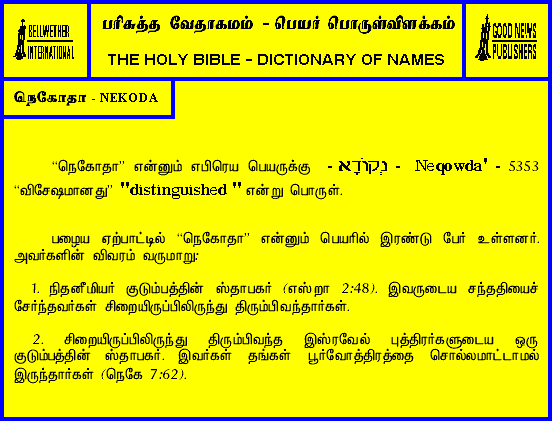 BELLWETHER
INTERNATIONAL
பரிசுத்த வேதாகமம் - பெயர் பொருள்விளக்கம்
THE HOLY BIBLE - DICTIONARY OF NAMES
GOOD NEWS
PUBLISHERS
நெகோதா - NEKODA
“நெகோதா” என்னும் எபிரெய பெயருக்கு - נְקוֹדָא - Neqowda' - 5353
“விசேஷமானது” "distinguished " என்று பொருள்.
பழைய ஏற்பாட்டில் “நெகோதா” என்னும் பெயரில் இரண்டு பேர் உள்ளனர்.
அவர்களின் விவரம் வருமாறு:
1. நிதனீமியர் குடும்பத்தின் ஸ்தாபகர் (எஸ்றா 2:48). இவருடைய சந்ததியைச்
சேர்ந்தவர்கள் சிறையிருப்பிலிருந்து திரும்பிவந்தார்கள்.
2. சிறையிருப்பிலிருந்து திரும்பிவந்த இஸ்ரவேல் புத்திரர்களுடைய ஒரு
குடும்பத்தின் ஸ்தாபகர். இவர்கள் தங்கள் பூர்வோத்திரத்தை சொல்லமாட்டாமல்
இருந்தார்கள் (நெகே 7:62).